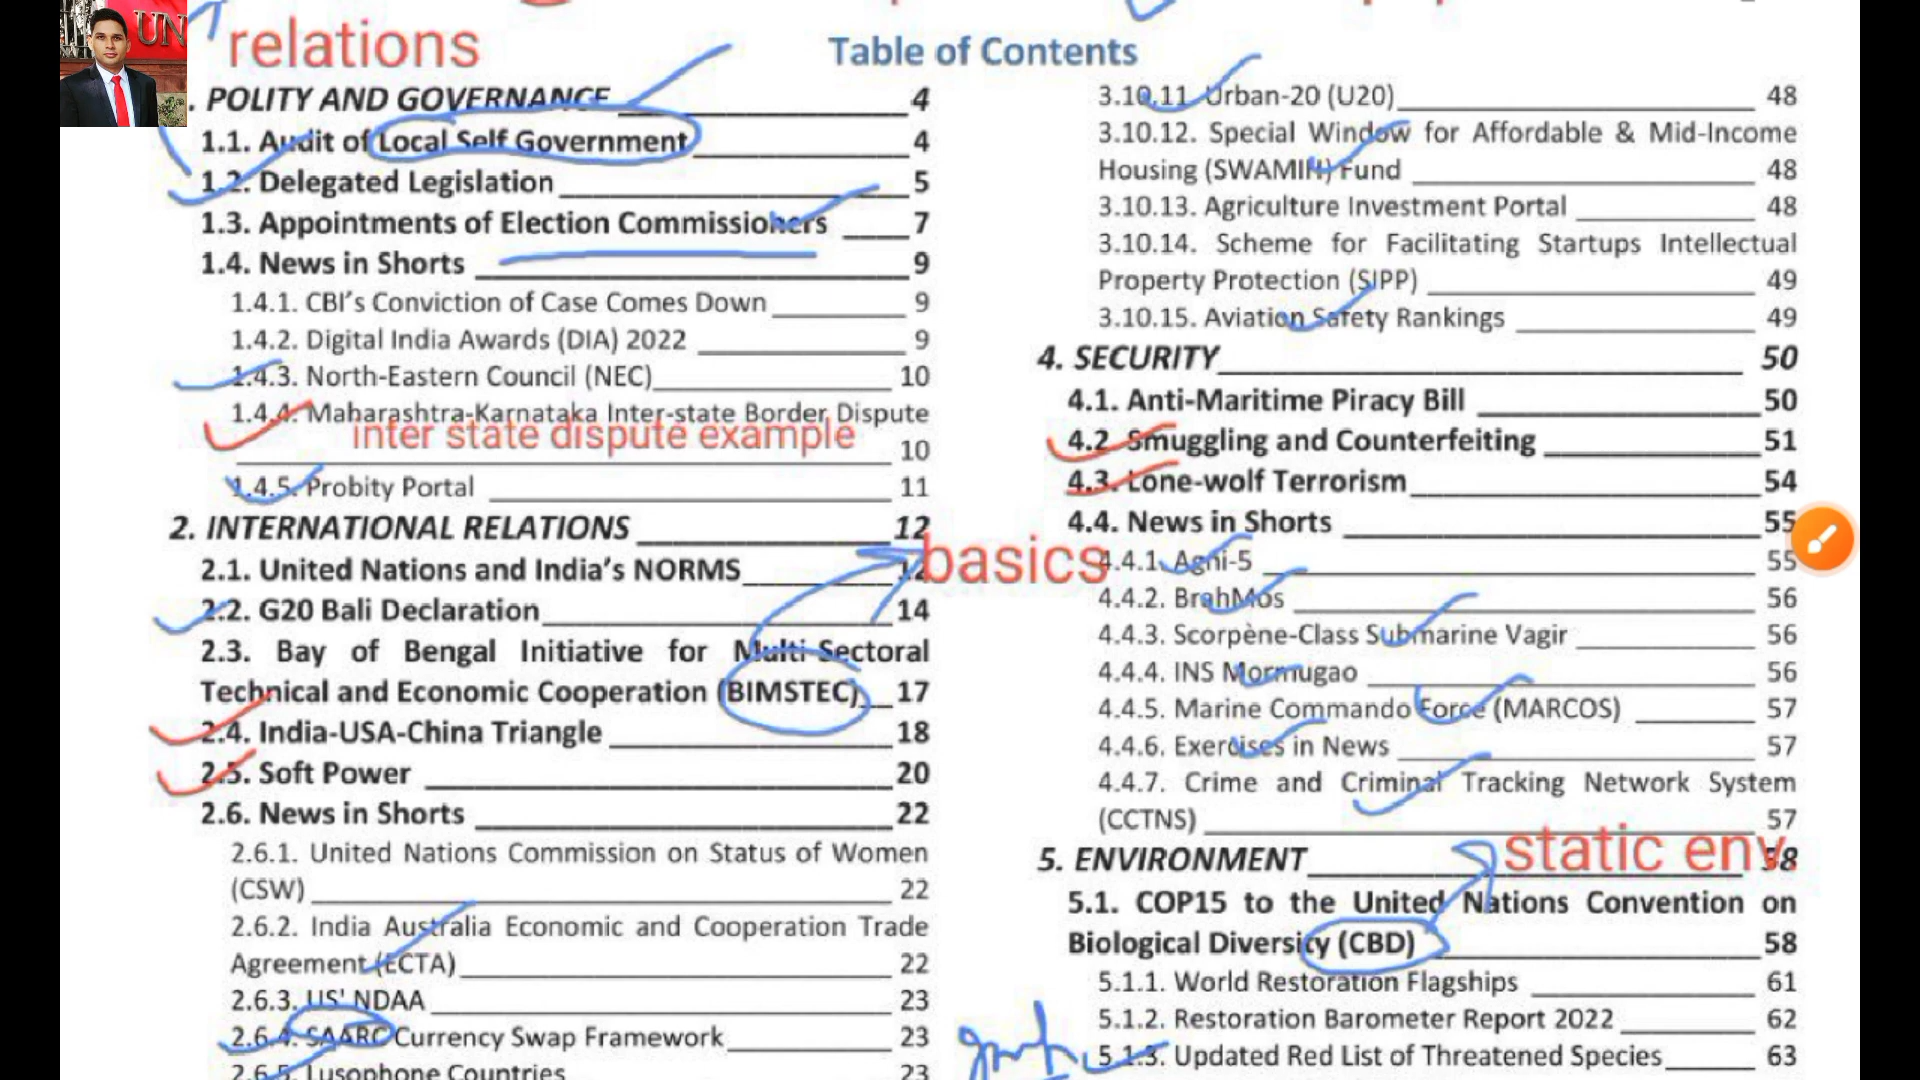 UN
relations
Table of Contents
. POLITY AND GOVERNANCE 4
1.1. Audit of Local Self Government 4
1.2. Delegated Legislation 5
1.3. Appointments of Election Commissioners 7
1.4. News in Shorts 9
1.4.1. CBI's Conviction of Case Comes Down 9
1.4.2. Digital India Awards (DIA) 2022 9
1.4.3. North-Eastern Council (NEC) 10
1.4.4. Maharashtra-Karnataka Inter-state Border Dispute
inter state dispute example
10
1.4.5. Probity Portal 11
2. INTERNATIONAL RELATIONS 12
basics
2.1. United Nations and India's NORMS 12
2.2. G20 Bali Declaration 14
2.3. Bay of Bengal Initiative for Multi-Sectoral
Technical and Economic Cooperation (BIMSTEC) 17
2.4. India-USA-China Triangle 18
2.5. Soft Power 20
2.6. News in Shorts 22
2.6.1. United Nations Commission on Status of Women
(CSW) 22
2.6.2. India Australia Economic and Cooperation Trade
Agreement (ECTA) 22
2.6.3. US' NDAA 23
2.6.4. SAARC Currency Swap Framework 23
2.6.5. Lusophone Countries 23
3.10.11. Urban-20 (U20) 48
3.10.12. Special Window for Affordable & Mid-Income
Housing (SWAMIH) Fund 48
3.10.13. Agriculture Investment Portal 48
3.10.14. Scheme for Facilitating Startups Intellectual
Property Protection (SIPP) 49
3.10.15. Aviation Safety Rankings 49
4. SECURITY 50
4.1. Anti-Maritime Piracy Bill 50
4.2. Smuggling and Counterfeiting 51
4.3. Lone-wolf Terrorism 54
4.4. News in Shorts 55
4.4.1. Agni-5 55
4.4.2. BrahMos 56
4.4.3. Scorpène-Class Submarine Vagir 56
4.4.4. INS Mormugao 56
4.4.5. Marine Commando Force (MARCOS) 57
4.4.6. Exercises in News 57
4.4.7. Crime and Criminal Tracking Network System
(CCTNS) 57
static env.
5. ENVIRONMENT 58
5.1. COP15 to the United Nations Convention on
Biological Diversity (CBD) 58
5.1.1. World Restoration Flagships 61
5.1.2. Restoration Barometer Report 2022 62
5.1.3. Updated Red List of Threatened Species 63